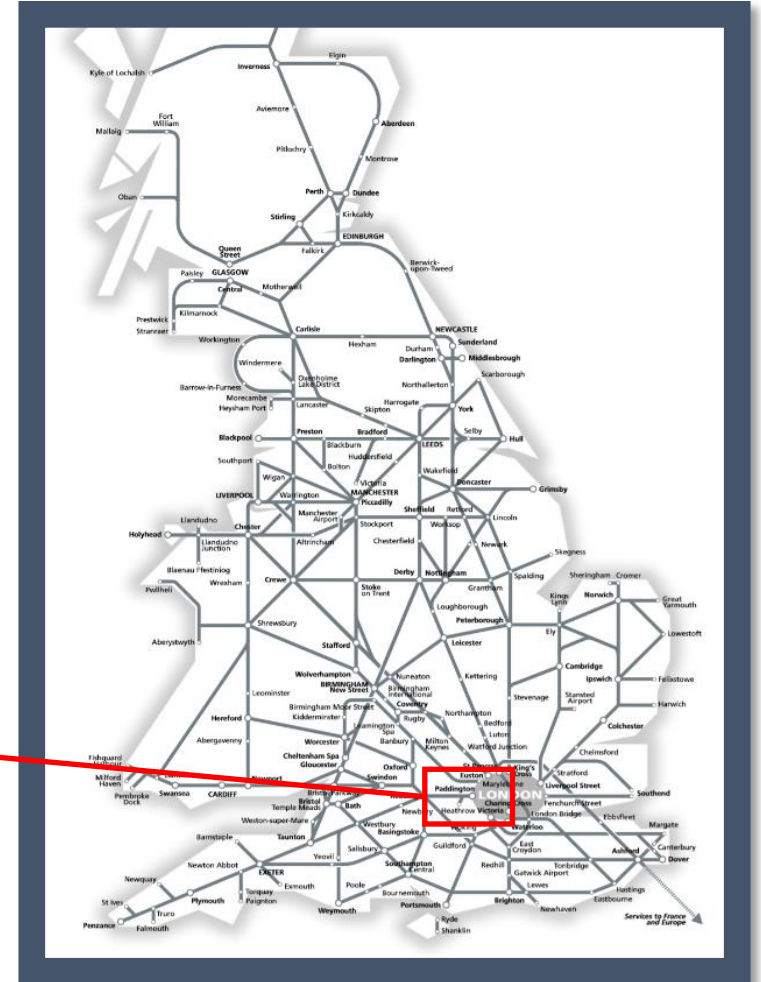 Elgin
Kyle of Lochalsh
Inverness
Aviemore
Fort
William
Mallaig
Aberdeen
Pitlochry
Montrose
Perth
Dundee
Oban
Stirling
Kirkcaldy
Queen
Street
Falkirk
EDINBURGH
Berwick-
upon-Tweed
Paisley
GLASGOW
Central
Motherwell
Prestwick
Kilmarnock
Stranraer
Carlisle
Workington
Hexham
NEWCASTLE
Sunderland
Durham
Darlington
Middlesbrough
Windermere
Oxenholme
Lake District
Northallerton
Scarborough
Barrow-in-Furness
Morecambe
Heysham Port
Lancaster
Harrogate
Skipton
York
Blackpool
Preston
Blackburn
Bradford
LEEDS
Selby
Hull
Huddersfield
Southport
Bolton
Wigan
Victoria
Wakefield
Doncaster
Grimsby
LIVERPOOL
Warrington
MANCHESTER
Piccadilly
Manchester
Airport
Stockport
Sheffield
Retford
Worksop
Lincoln
Llandudno
Holyhead
Llandudno
Junction
Chester
Altrincham
Chesterfield
Newark
Skegness
Blaenau Ffestiniog
Wrexham
Crewe
Stoke
on Trent
Derby
Nottingham
Grantham
Spalding
Sheringham
Cromer
Pwllheli
Loughborough
Kings
Lynn
Norwich
Great
Yarmouth
Shrewsbury
Peterborough
Ely
Lowestoft
Aberystwyth
Stafford
Leicester
Wolverhampton
BIRMINGHAM
New Street
Nuneaton
Birmingham
International
Kettering
Cambridge
Ipswich
Felixstowe
Leominster
Birmingham Moor Street
Kidderminster
Coventry
Rugby
Northampton
Stevenage
Stansted
Airport
Harwich
Hereford
Leamington
Spa
Bedford
Colchester
Abergavenny
Worcester
Banbury
Milton
Keynes
Luton
Watford Junction
Chelmsford
Cheltenham Spa
Gloucester
Oxford
St Pancras
King's
Cross
Euston
Stratford
Fishguard
Harbour
Milford
Haven
Pembroke
Dock
Swansea
CARDIFF
Newport
Swindon
Paddington
Marylebone
Liverpool Street
Southend
LONDON
Bristol Parkway
Bristol
Temple Meads
Bath
Newbury
Heathrow
Victoria
Charing Cross
Fenchurch Street
London Bridge
Ebbsfleet
Margate
Weston-super-Mare
Westbury
Basingstoke
Waterloo
Barnstaple
Taunton
Salisbury
Guildford
East
Croydon
Ashford
Canterbury
Dover
Newton Abbot
Yeovil
Southampton
Central
Redhill
Gatwick Airport
Tonbridge
Newquay
EXETER
Exmouth
Poole
Bournemouth
Lewes
Hastings
Eastbourne
St Ives
Truro
Plymouth
Torquay
Paignton
Weymouth
Portsmouth
Brighton
Newhaven
Penzance
Falmouth
Ryde
Shanklin
Services to France
and Europe